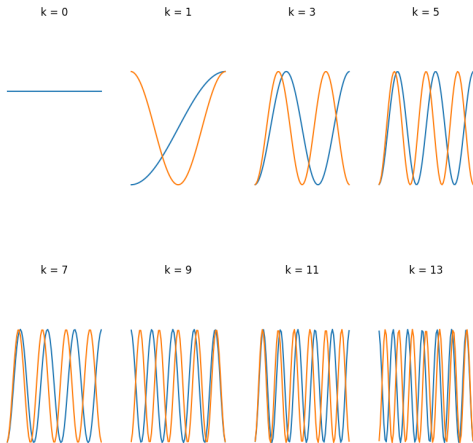 k = 0
k = 1
k = 3
k = 5
k = 7
k = 9
k = 11
k = 13